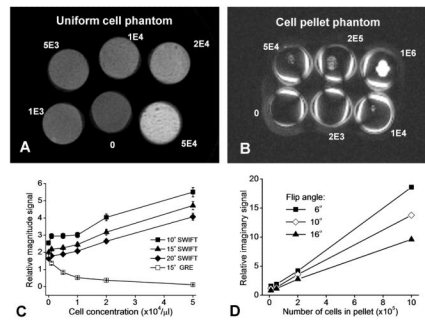 Uniform cell phantom
5E3
1E4
2E4
1E3
0
5E4
A
Cell pellet phantom
5E4
2E5
1E6
0
2E3
1E4
B
Relative magnitude signal
6
5
4
3
2
1
0
10° SWIFT
15° SWIFT
20° SWIFT
15° GRE
0 1 2 3 4 5
C Cell concentration (x10⁴/µl)
Relative imaginary signal
20
15
10
5
0
Flip angle:
6°
10°
16°
0 2 4 6 8 10
D Number of cells in pellet (x10⁵)